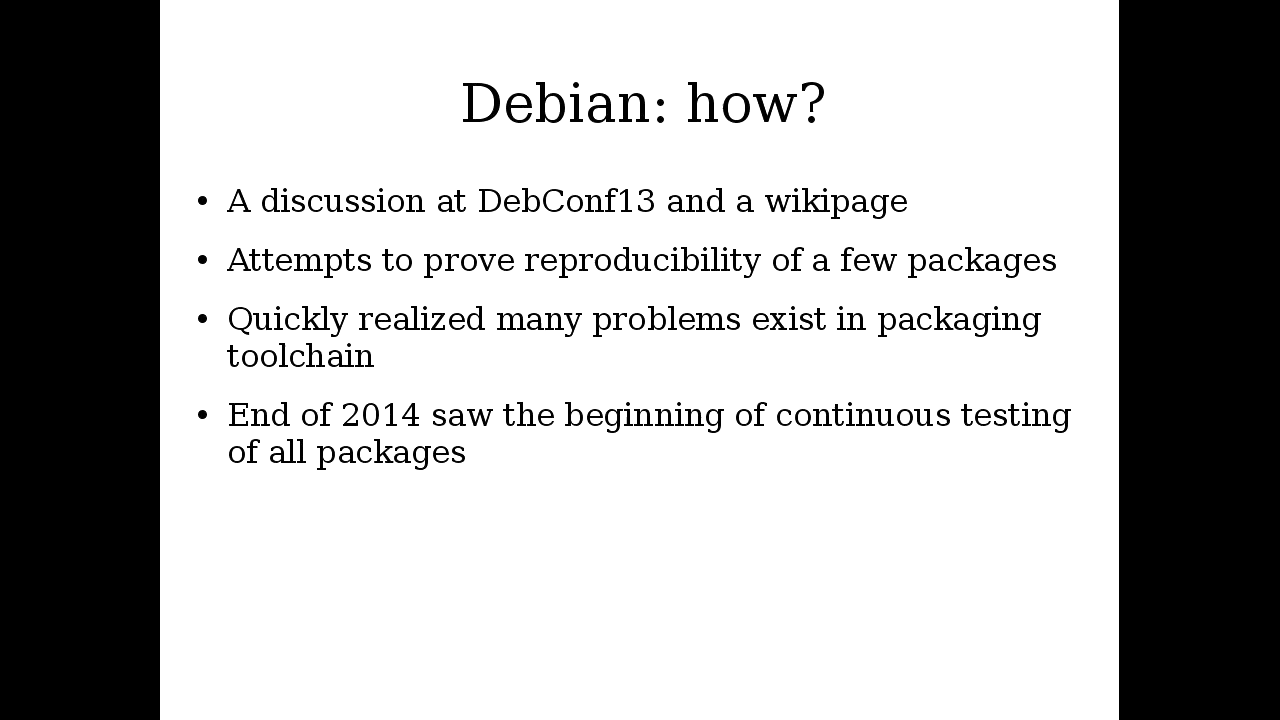 Debian: how?
• A discussion at DebConf13 and a wikipage
• Attempts to prove reproducibility of a few packages
• Quickly realized many problems exist in packaging
toolchain
• End of 2014 saw the beginning of continuous testing
of all packages